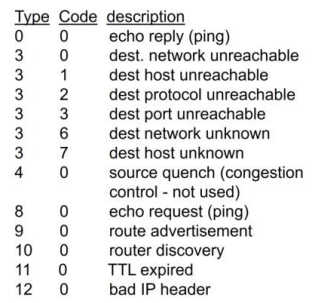 Type Code description
0 0 echo reply (ping)
3 0 dest. network unreachable
3 1 dest host unreachable
3 2 dest protocol unreachable
3 3 dest port unreachable
3 6 dest network unknown
3 7 dest host unknown
4 0 source quench (congestion
control - not used)
8 0 echo request (ping)
9 0 route advertisement
10 0 router discovery
11 0 TTL expired
12 0 bad IP header